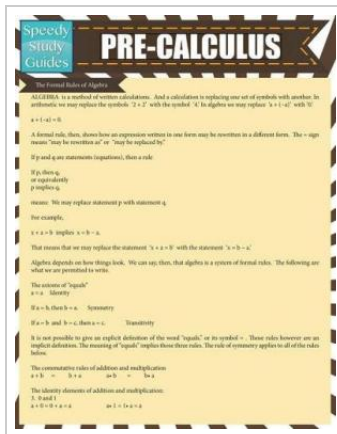 Speedy
Study
Guides
PRE-CALCULUS
The Formal Rules of Algebra
ALGEBRA is a method of written calculations. And a calculation is replacing one set of symbols with another. In
arithmetic we may replace the symbols '2 + 2' with the symbol '4.' In algebra we may replace 'a + (−a)' with '0.'
a + (−a) = 0.
A formal rule, then, shows how an expression written in one form may be rewritten in a different form. The = sign
means "may be rewritten as" or "may be replaced by."
If p and q are statements (equations), then a rule
If p, then q,
or equivalently
p implies q,
means: We may replace statement p with statement q.
For example,
x + a = b implies x = b − a.
That means that we may replace the statement 'x + a = b' with the statement 'x = b − a.'
Algebra depends on how things look. We can say, then, that algebra is a system of formal rules. The following are
what we are permitted to write.
The axioms of "equals"
a = a Identity
If a = b, then b = a. Symmetry
If a = b and b = c, then a = c. Transitivity
It is not possible to give an explicit definition of the word "equals," or its symbol = . Those rules however are an
implicit definition. The meaning of "equals" implies those three rules. The rule of symmetry applies to all of the rules
below.
The commutative rules of addition and multiplication
a + b = b + a a• b = b• a
The identity elements of addition and multiplication:
3. 0 and 1
a + 0 = 0 + a = a a• 1 = 1• a = a